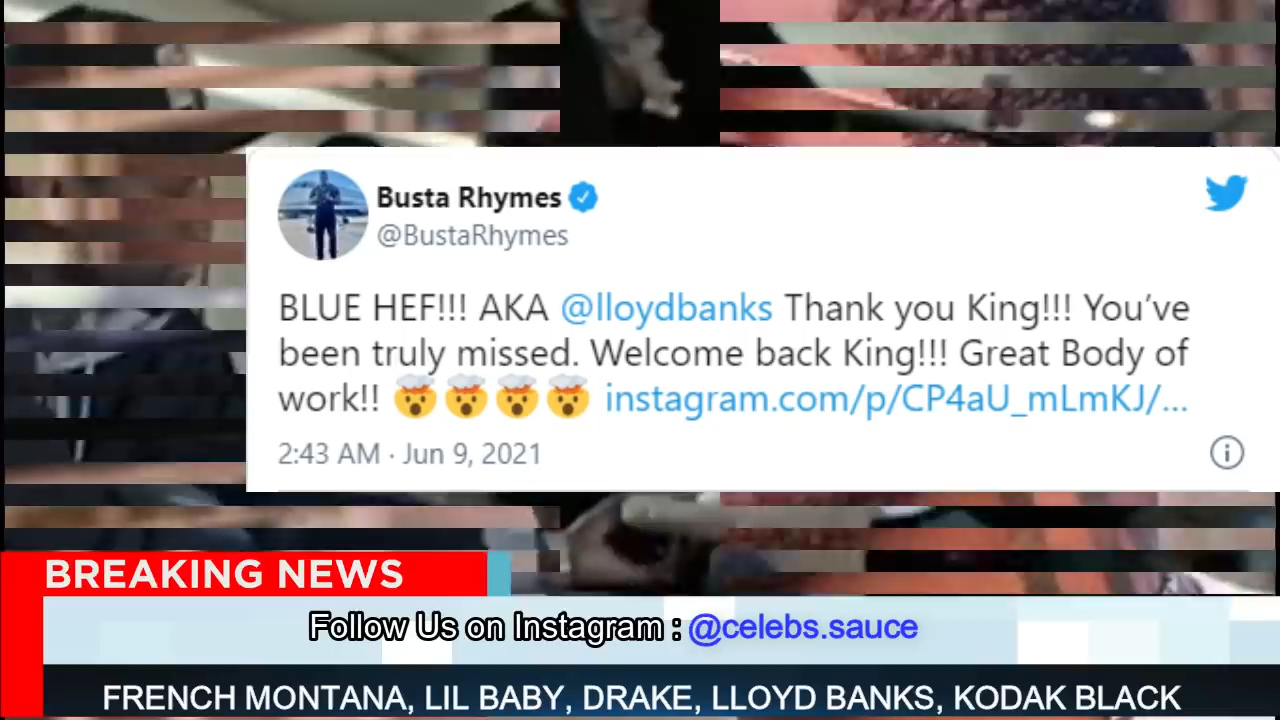 Busta Rhymes
@BustaRhymes
BLUE HEF!!! AKA @lloydbanks Thank you King!!! You’ve
been truly missed. Welcome back King!!! Great Body of
work!! 🤯🤯🤯🤯 instagram.com/p/CP4aU_mLmKJ/...
2:43 AM · Jun 9, 2021
BREAKING NEWS
Follow Us on Instagram : @celebs.sauce
FRENCH MONTANA, LIL BABY, DRAKE, LLOYD BANKS, KODAK BLACK